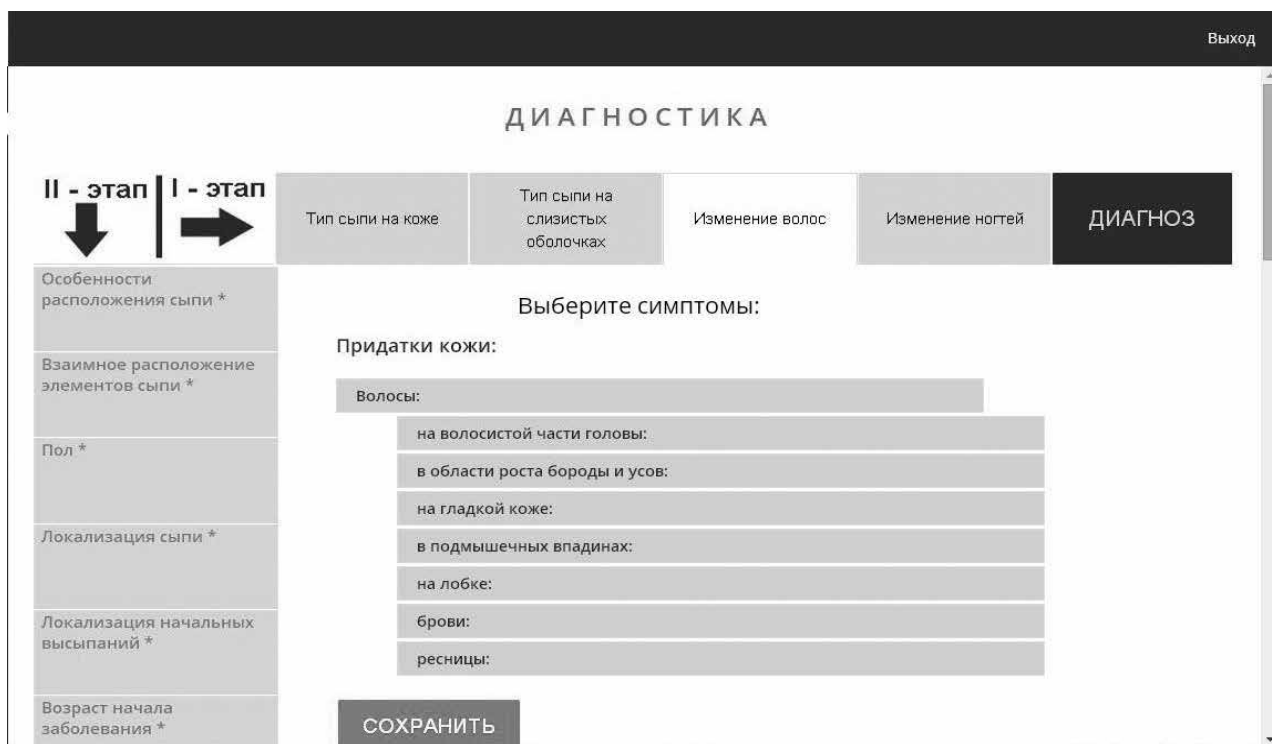 Выход
ДИАГНОСТИКА
II - этап I - этап
Тип сыпи на коже
Тип сыпи на
слизистых
оболочках
Изменение волос
Изменение ногтей
ДИАГНОЗ
Особенности
расположения сыпи *
Взаимное расположение
элементов сыпи *
Пол *
Локализация сыпи *
Локализация начальных
высыпаний *
Возраст начала
заболевания *
Выберите симптомы:
Придатки кожи:
Волосы:
на волосистой части головы:
в области роста бороды и усов:
на гладкой коже:
в подмышечных впадинах:
на лобке:
брови:
ресницы:
СОХРАНИТЬ